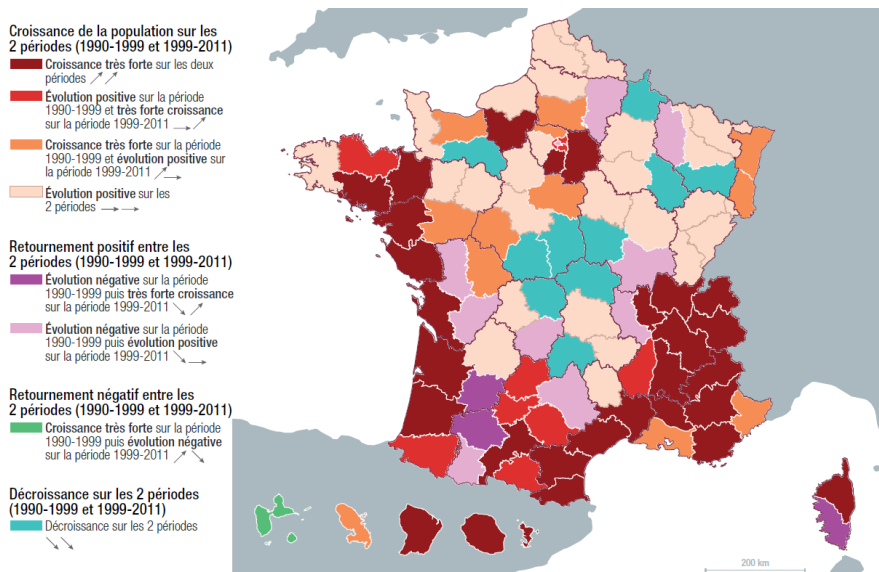 Croissance de la population sur les
2 périodes (1990-1999 et 1999-2011)
Croissance très forte sur les deux
périodes
Évolution positive sur la période
1990-1999 et très forte croissance
sur la période 1999-2011
Croissance très forte sur la période
1990-1999 et évolution positive sur
la période 1999-2011
Évolution positive sur les
2 périodes
Retournement positif entre les
2 périodes (1990-1999 et 1999-2011)
Évolution négative sur la période
1990-1999 puis très forte croissance
sur la période 1999-2011
Évolution négative sur la période
1990-1999 puis évolution positive
sur la période 1999-2011
Retournement négatif entre les
2 périodes (1990-1999 et 1999-2011)
Croissance très forte sur la période
1990-1999 puis évolution négative
sur la période 1999-2011
Décroissance sur les 2 périodes
(1990-1999 et 1999-2011)
Décroissance sur les 2 périodes
200 km